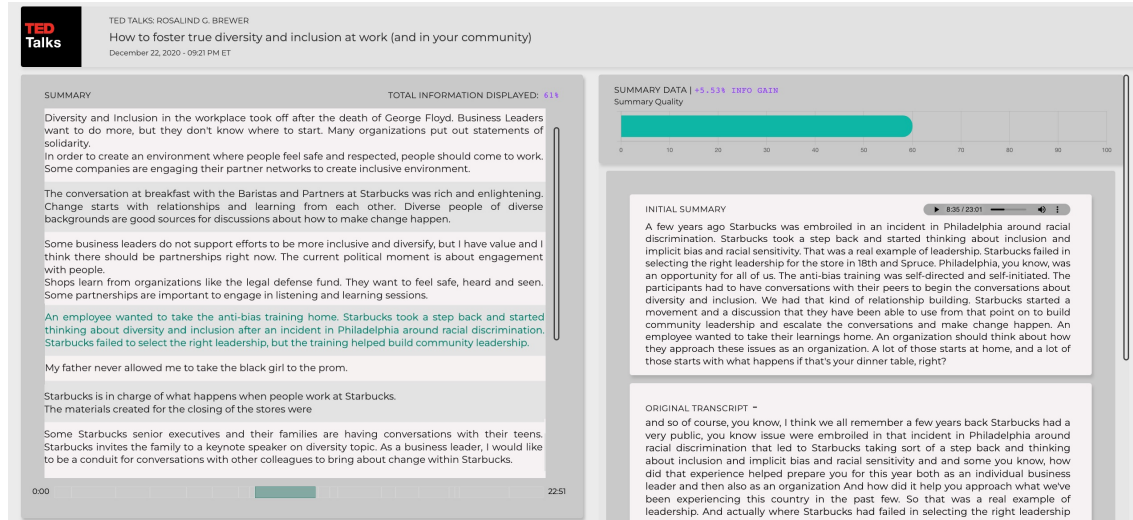 TED
Talks
TED TALKS: ROSALIND G. BREWER
How to foster true diversity and inclusion at work (and in your community)
December 22, 2020 - 09:21 PM ET
SUMMARY
TOTAL INFORMATION DISPLAYED: 61%
Diversity and Inclusion in the workplace took off after the death of George Floyd. Business Leaders
want to do more, but they don't know where to start. Many organizations put out statements of
solidarity.
In order to create an environment where people feel safe and respected, people should come to work.
Some companies are engaging their partner networks to create inclusive environment.
The conversation at breakfast with the Baristas and Partners at Starbucks was rich and enlightening.
Change starts with relationships and learning from each other. Diverse people of diverse
backgrounds are good sources for discussions about how to make change happen.
Some business leaders do not support efforts to be more inclusive and diversify, but I have value and I
think there should be partnerships right now. The current political moment is about engagement
with people.
Shops learn from organizations like the legal defense fund. They want to feel safe, heard and seen.
Some partnerships are important to engage in listening and learning sessions.
An employee wanted to take the anti-bias training home. Starbucks took a step back and started
thinking about diversity and inclusion after an incident in Philadelphia around racial discrimination.
Starbucks failed to select the right leadership, but the training helped build community leadership.
My father never allowed me to take the black girl to the prom.
Starbucks is in charge of what happens when people work at Starbucks.
The materials created for the closing of the stores were
Some Starbucks senior executives and their families are having conversations with their teens.
Starbucks invites the family to a keynote speaker on diversity topic. As a business leader, I would like
to be a conduit for conversations with other colleagues to bring about change within Starbucks.
0:00
22:51
SUMMARY DATA | +5.53% INFO GAIN
Summary Quality
0 10 20 30 40 50 60 70 80 90 100
INITIAL SUMMARY
8:35 / 23:01
A few years ago Starbucks was embroiled in an incident in Philadelphia around racial
discrimination. Starbucks took a step back and started thinking about inclusion and
implicit bias and racial sensitivity. That was a real example of leadership. Starbucks failed in
selecting the right leadership for the store in 18th and Spruce. Philadelphia, you know, was
an opportunity for all of us. The anti-bias training was self-directed and self-initiated. The
participants had to have conversations with their peers to begin the conversations about
diversity and inclusion. We had that kind of relationship building. Starbucks started a
movement and a discussion that they have been able to use from that point on to build
community leadership and escalate the conversations and make change happen. An
employee wanted to take their learnings home. An organization should think about how
they approach these issues as an organization. A lot of those starts at home, and a lot of
those starts with what happens if that's your dinner table, right?
ORIGINAL TRANSCRIPT -
and so of course, you know, I think we all remember a few years back Starbucks had a
very public, you know issue were embroiled in that incident in Philadelphia around
racial discrimination that led to Starbucks taking sort of a step back and thinking
about inclusion and implicit bias and racial sensitivity and and some you know, how
did that experience helped prepare you for this year both as an individual business
leader and then also as an organization And how did it help you approach what we've
been experiencing this country in the past few. So that was a real example of
leadership. And actually where Starbucks had failed in selecting the right leadership